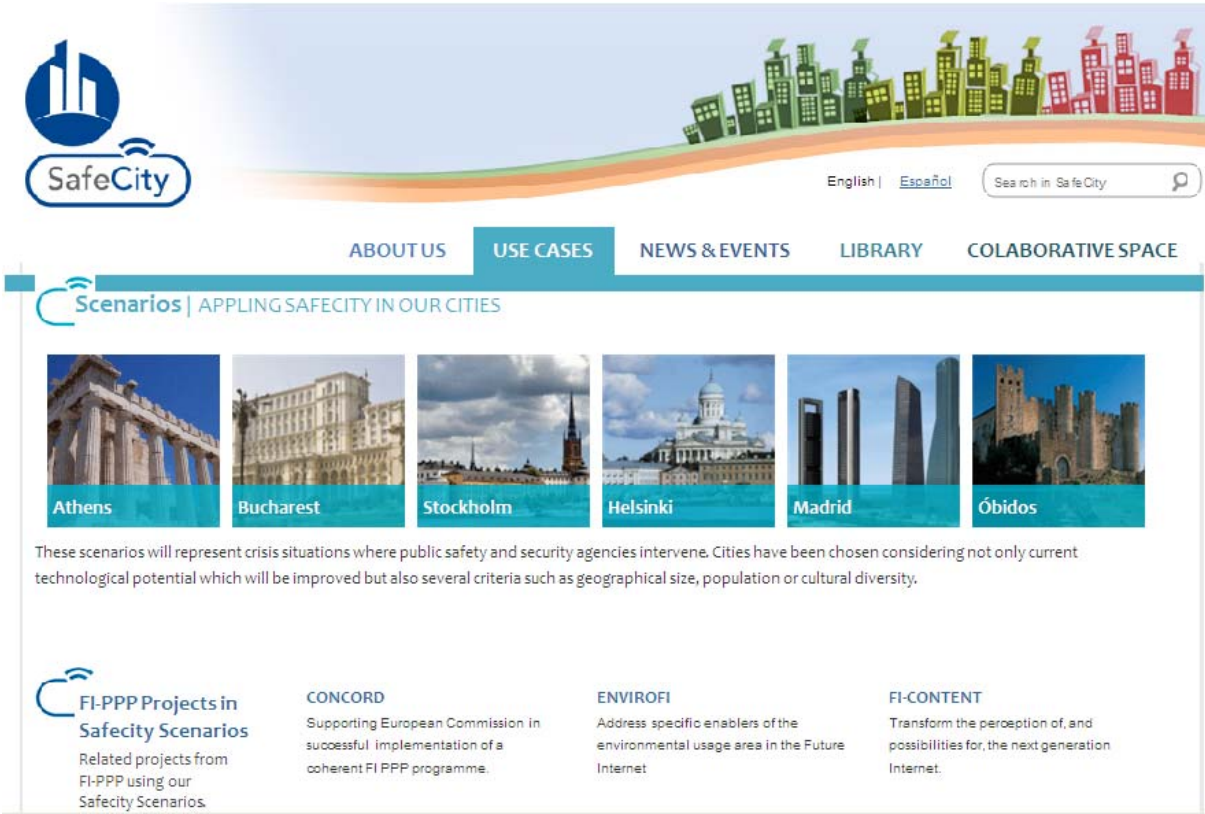 SafeCity
English | Español
Search in SafeCity
ABOUT US USE CASES NEWS & EVENTS LIBRARY COLABORATIVE SPACE
Scenarios | APPLING SAFECITY IN OUR CITIES
Athens Bucharest Stockholm Helsinki Madrid Óbidos
These scenarios will represent crisis situations where public safety and security agencies intervene. Cities have been chosen considering not only current
technological potential which will be improved but also several criteria such as geographical size, population or cultural diversity.
FI-PPP Projects in
Safecity Scenarios
Related projects from
FI-PPP using our
Safecity Scenarios.
CONCORD
Supporting European Commission in
successful implementation of a
coherent FI PPP programme.
ENVIROFI
Address specific enablers of the
environmental usage area in the Future
Internet
FI-CONTENT
Transform the perception of, and
possibilities for, the next generation
Internet.